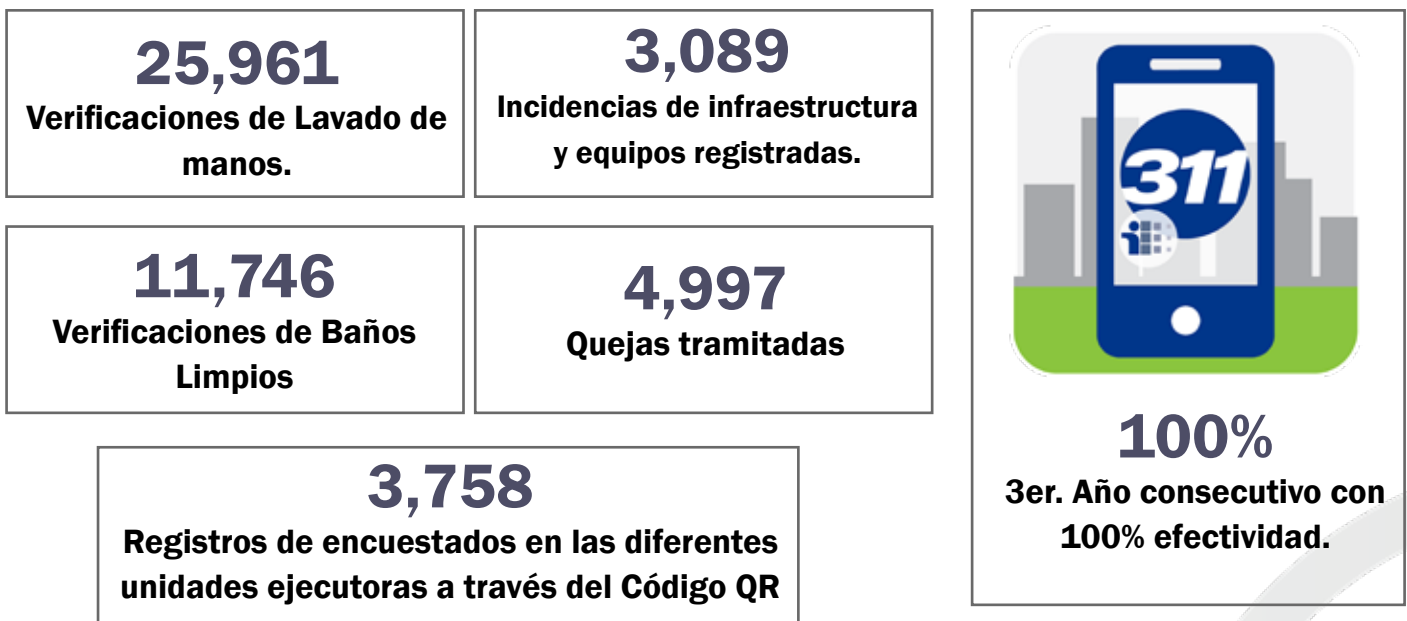 25,961
Verificaciones de Lavado de
manos.
3,089
Incidencias de infraestructura
y equipos registradas.
11,746
Verificaciones de Baños
Limpios
4,997
Quejas tramitadas
3,758
Registros de encuestados en las diferentes
unidades ejecutoras a través del Código QR
311
100%
3er. Año consecutivo con
100% efectividad.